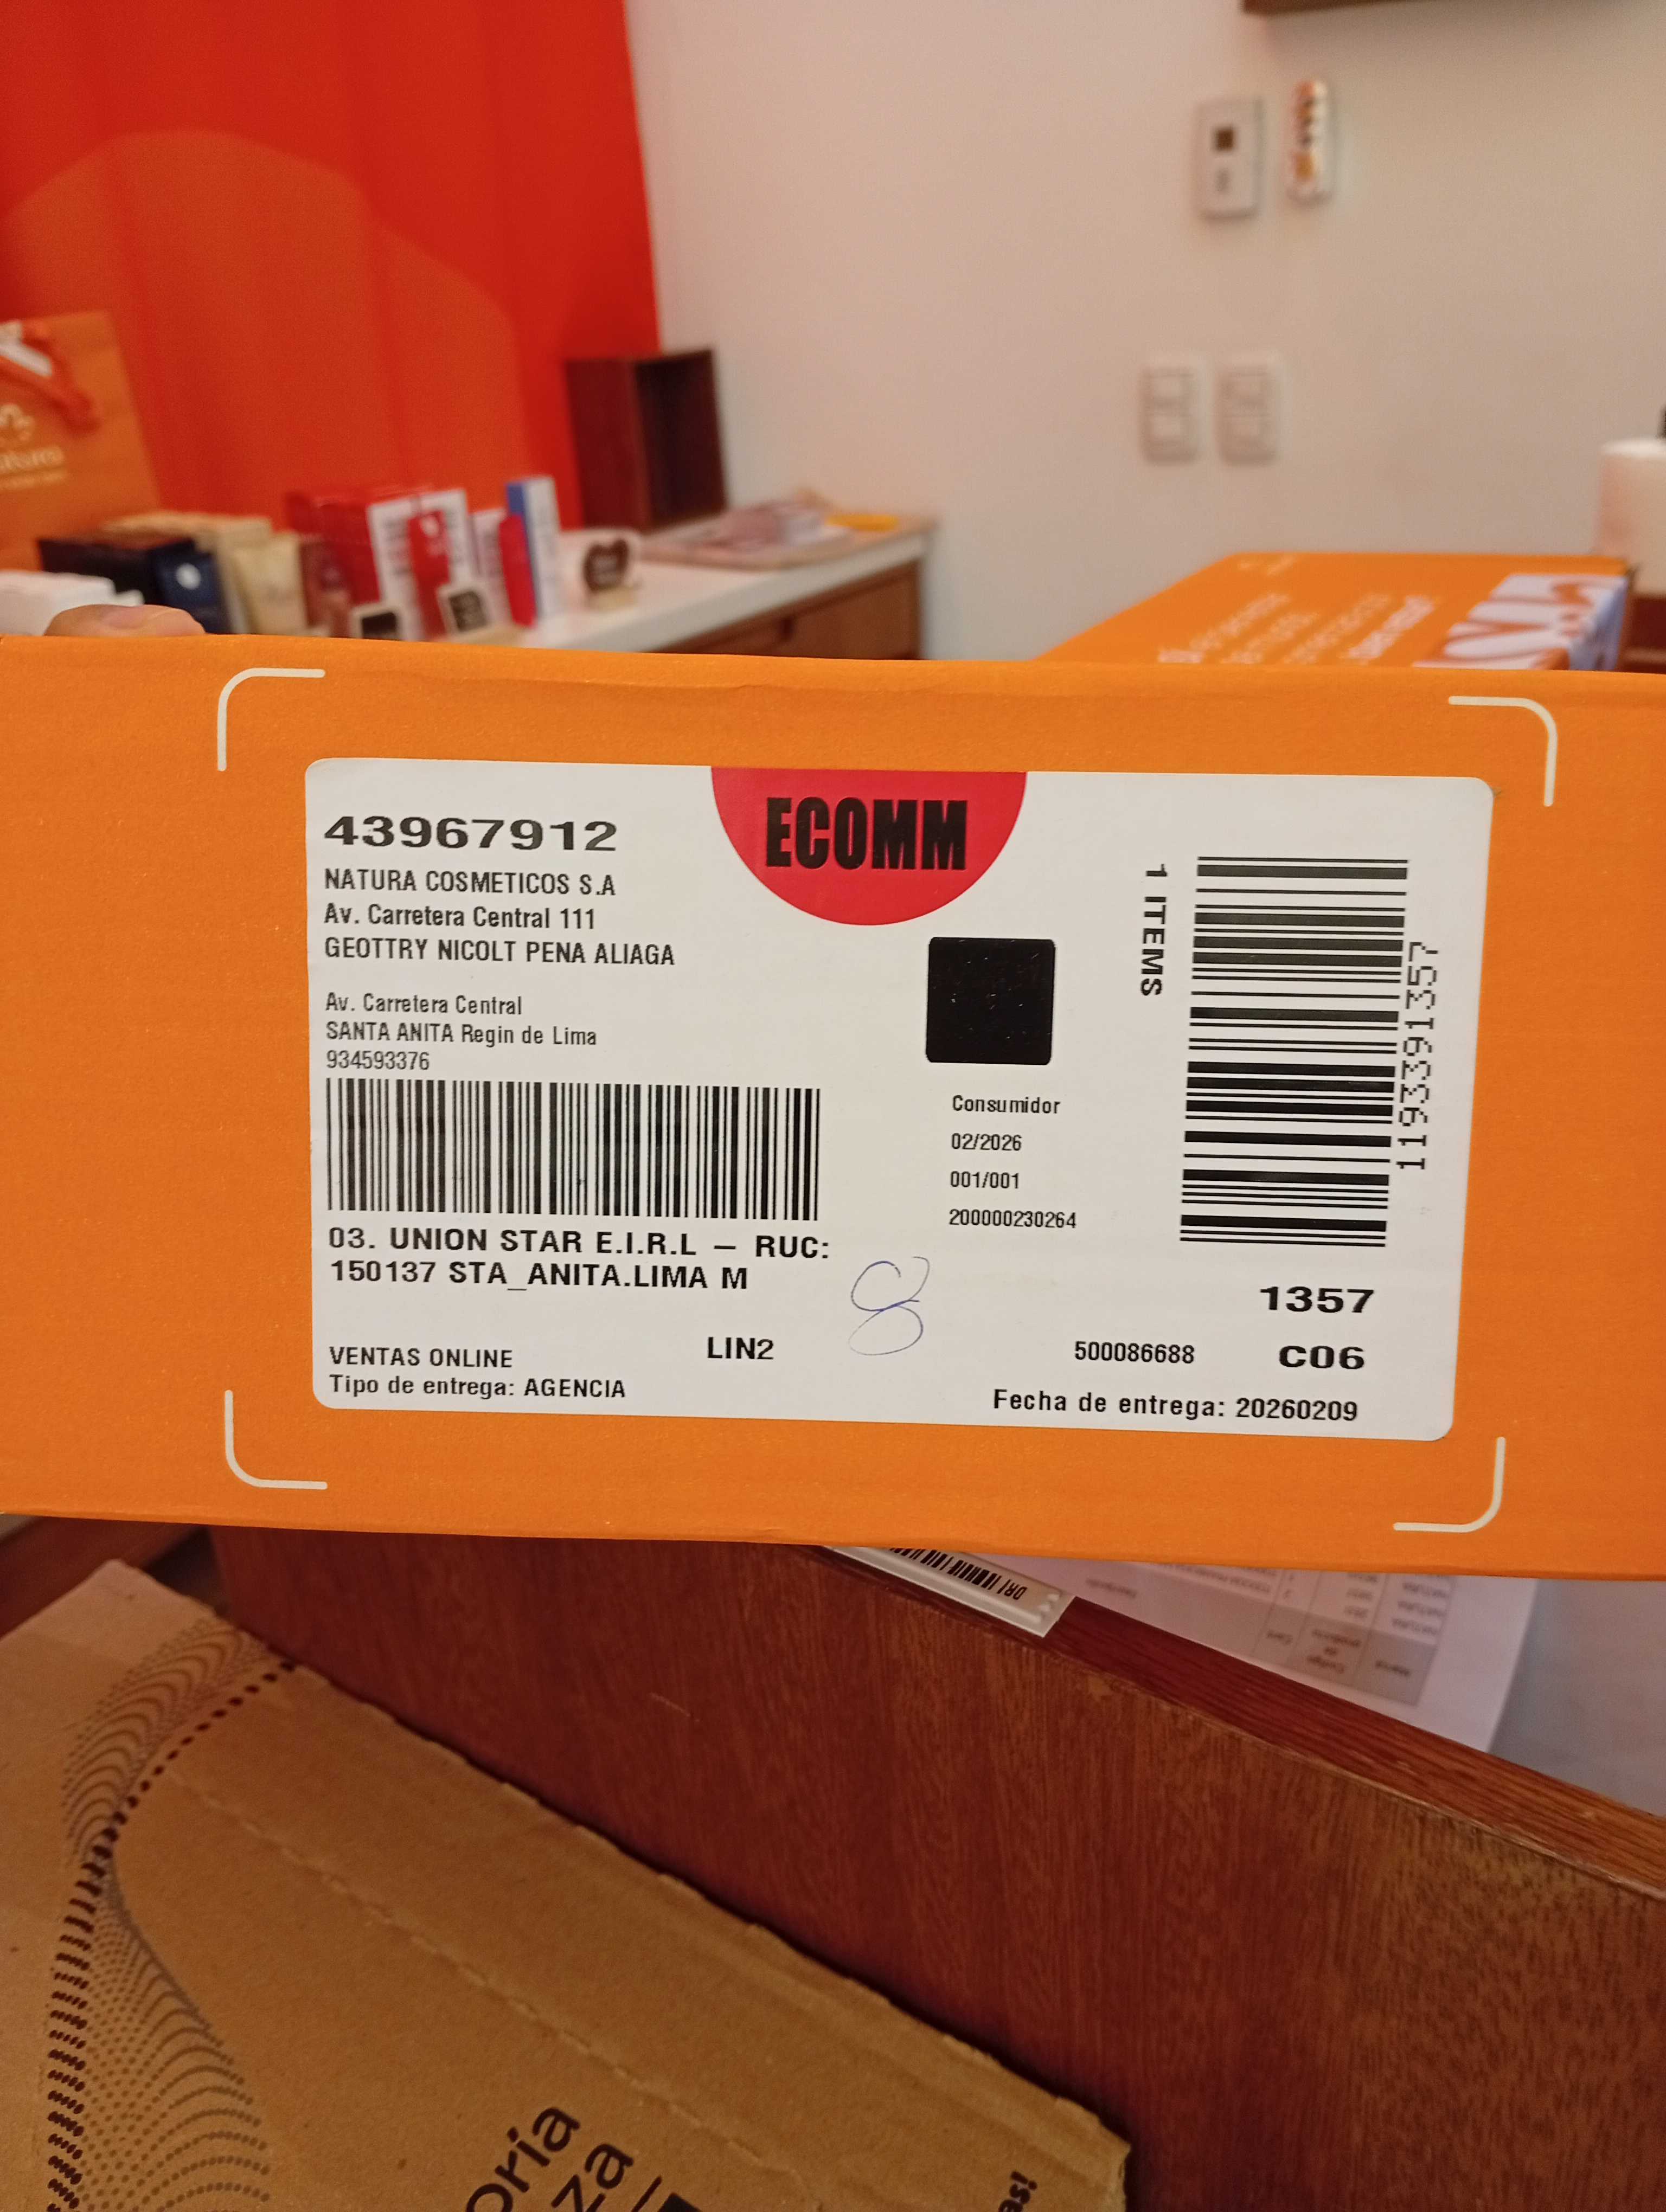 43967912
NATURA COSMETICOS S.A
Av. Carretera Central 111
GEOTTRY NICOLT PENA ALIAGA
Av. Carretera Central
SANTA ANITA Regin de Lima
934593376
03. UNION STAR E.I.R.L – RUC:
150137 STA_ANITA.LIMA M
VENTAS ONLINE
Tipo de entrega: AGENCIA
LIN2
ECOMM
Consumidor
02/2026
001/001
200000230264
8
1 ITEMS
1193391357
1357
500086688
C06
Fecha de entrega: 20260209